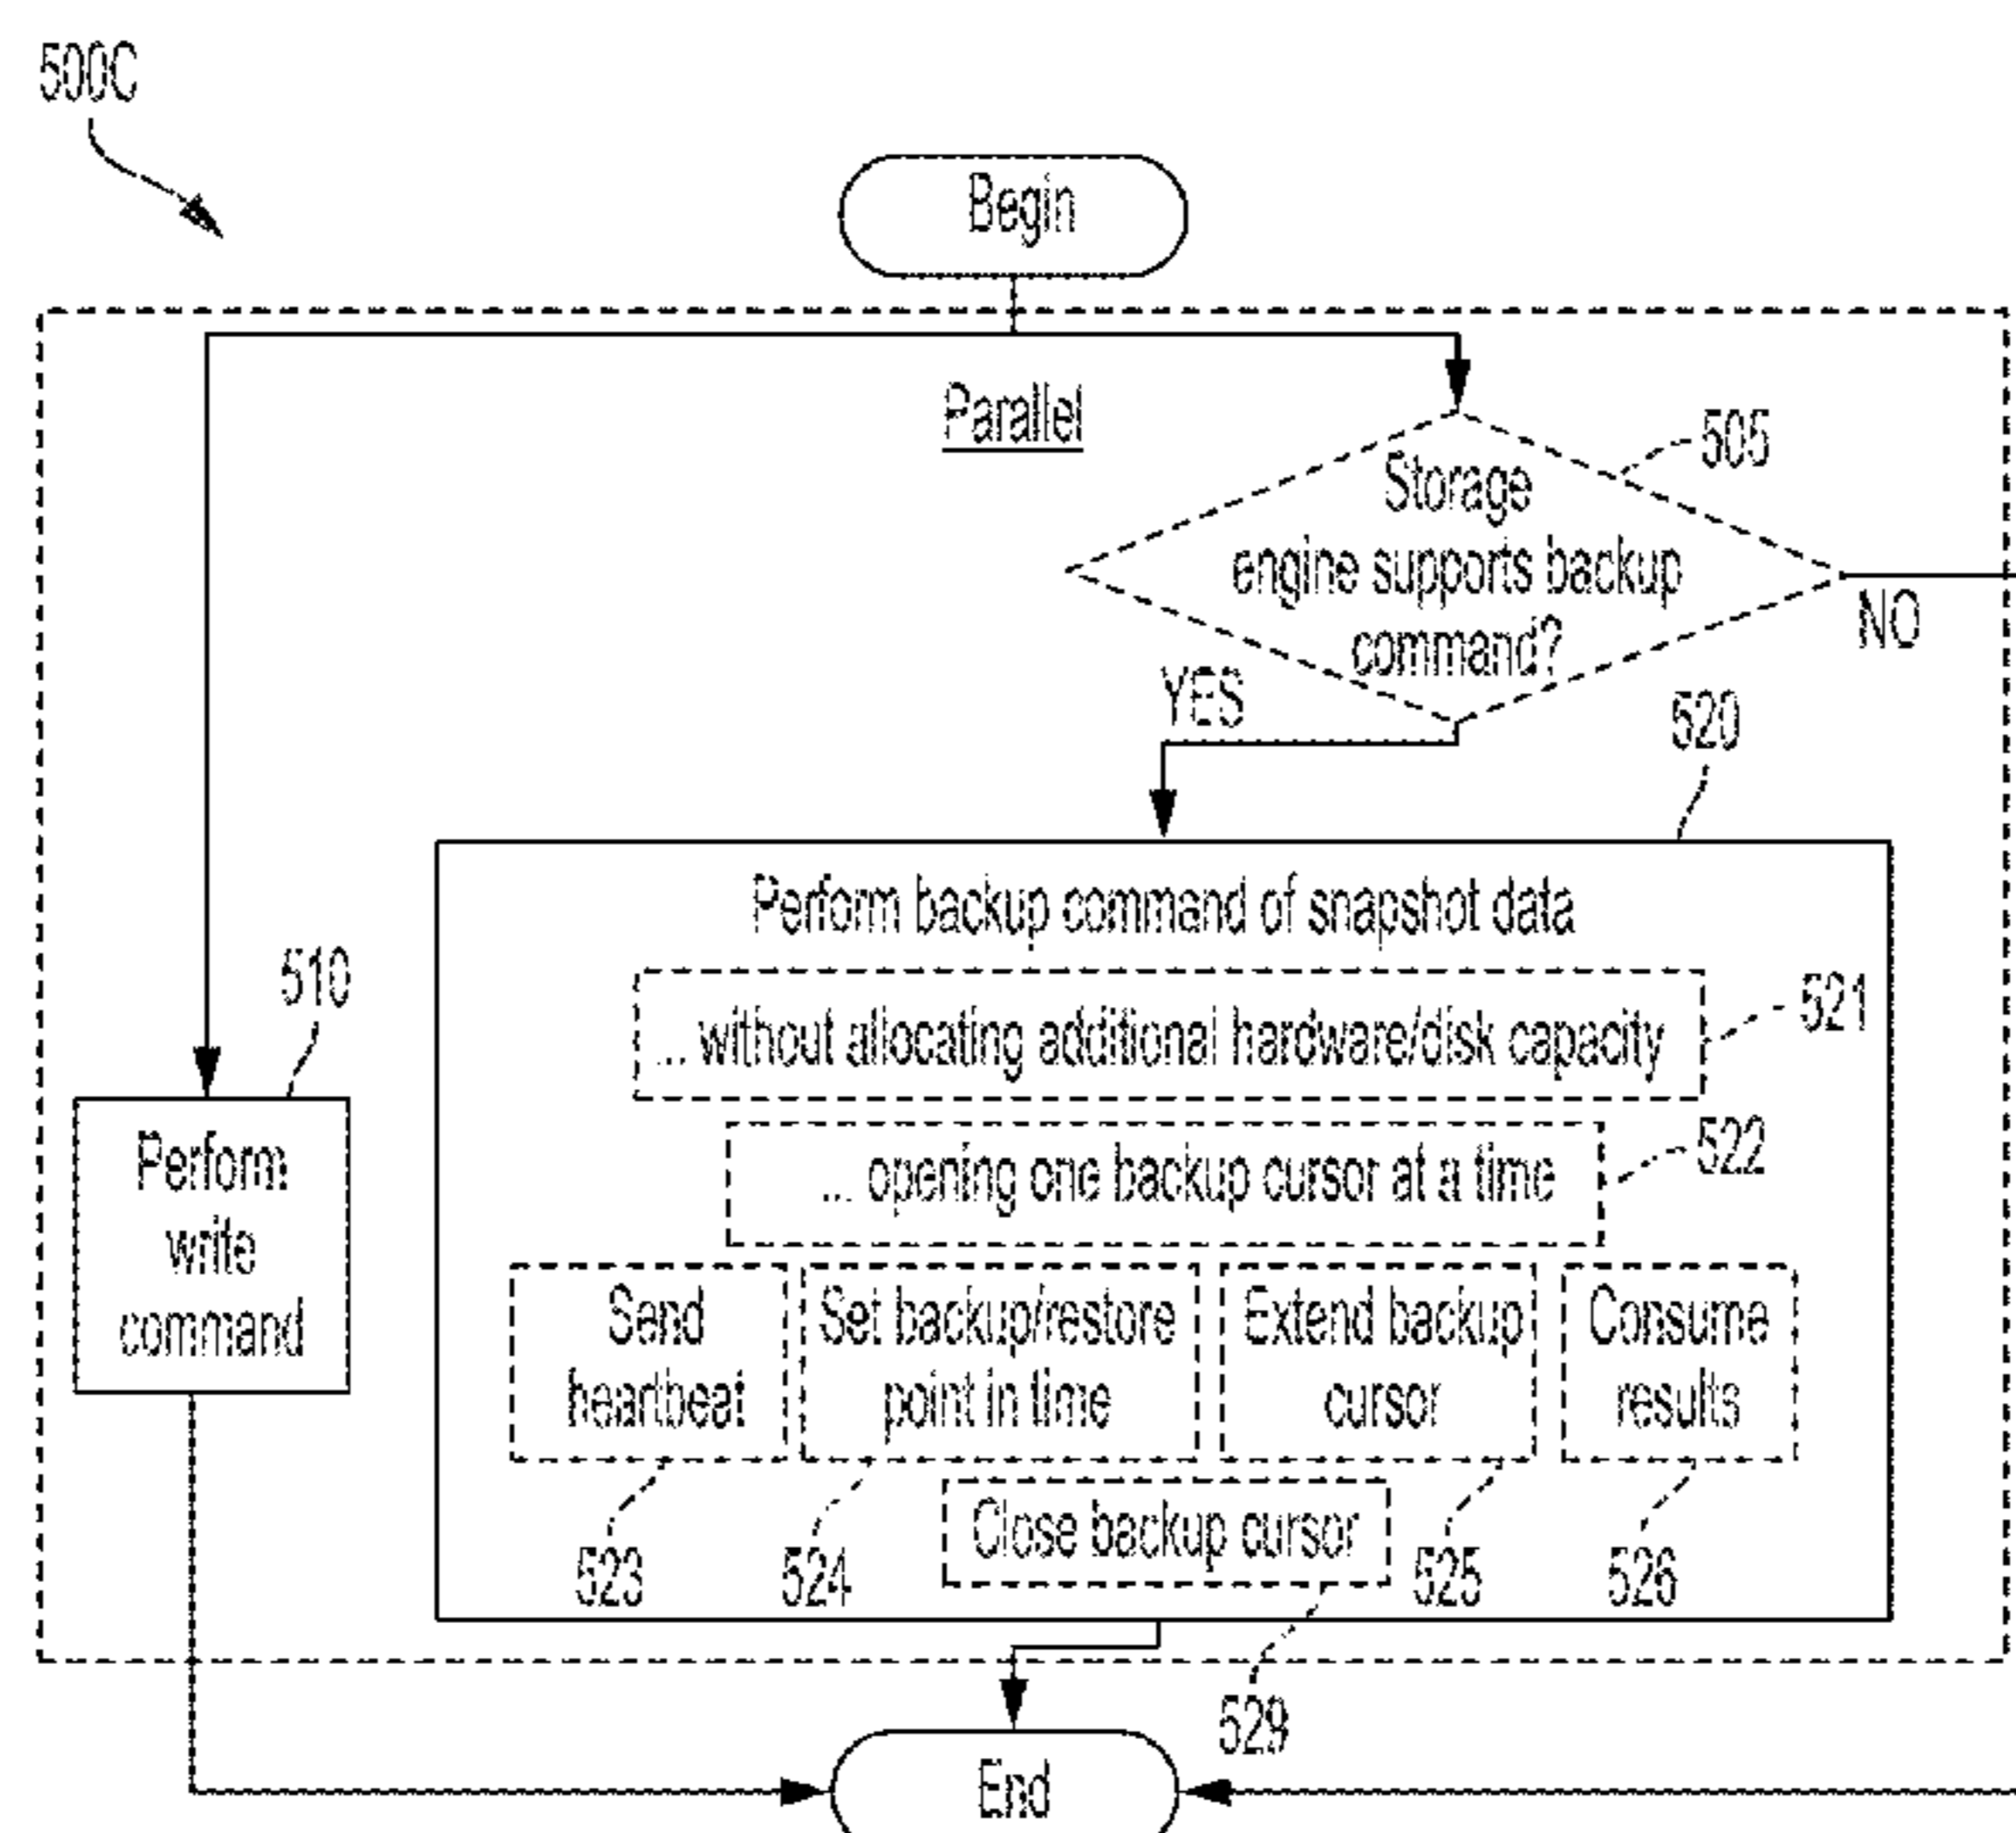 500C
Begin
Parallel
505
Storage
engine supports backup
command?
NO
YES
520
Perform backup command of snapshot data
510
521
... without allocating additional hardware/disk capacity
522
... opening one backup cursor at a time
Perform
write
command
Send
heartbeat
Set backup/restore
point in time
Extend backup
cursor
Consume
results
Close backup cursor
523
524
525
526
529
End